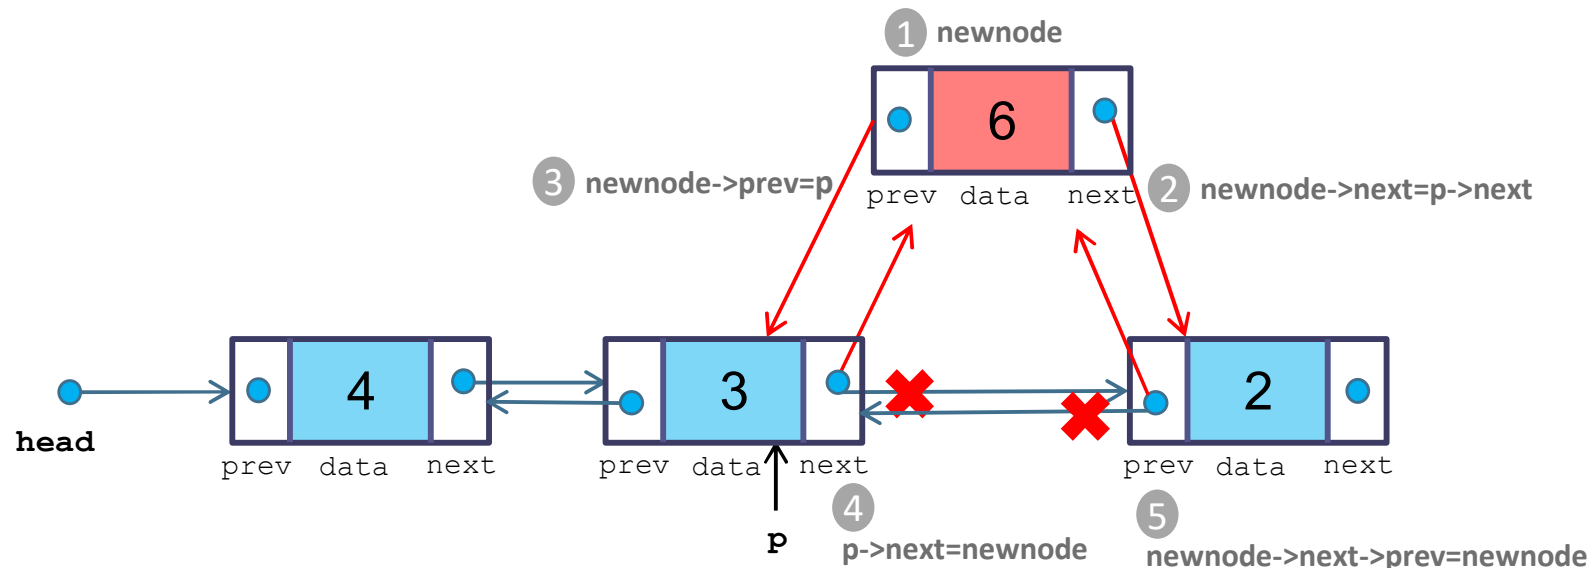 1 newnode
6
3 newnode->prev=p
2 newnode->next=p->next
prev data next
4
3
2
head
prev data next
prev data next
prev data next
p
4
p->next=newnode
5
newnode->next->prev=newnode